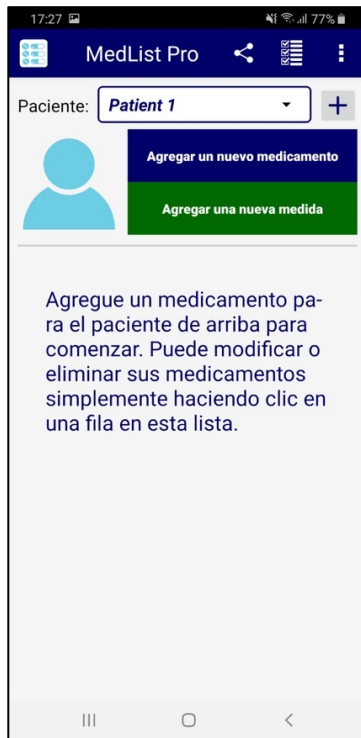 17:27 77%
MedList Pro
Paciente: Patient 1 +
Agregar un nuevo medicamento
Agregar una nueva medida
Agregue un medicamento pa-
ra el paciente de arriba para
comenzar. Puede modificar o
eliminar sus medicamentos
simplemente haciendo clic en
una fila en esta lista.